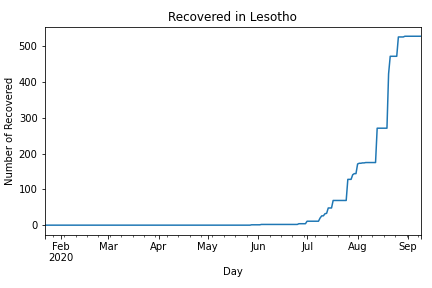 Recovered in Lesotho
Number of Recovered
500
400
300
200
100
0
Feb Mar Apr May Jun Jul Aug Sep
2020
Day